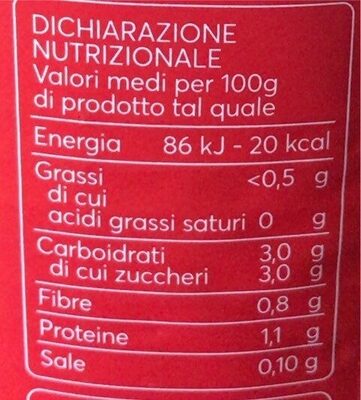 DICHIARAZIONE
NUTRIZIONALE
Valori medi per 100g
di prodotto tal quale
Energia 86 kJ - 20 kcal
Grassi <0,5 g
di cui
acidi grassi saturi 0 g
Carboidrati 3,0 g
di cui zuccheri 3,0 g
Fibre 0,8 g
Proteine 1,1 g
Sale 0,10 g